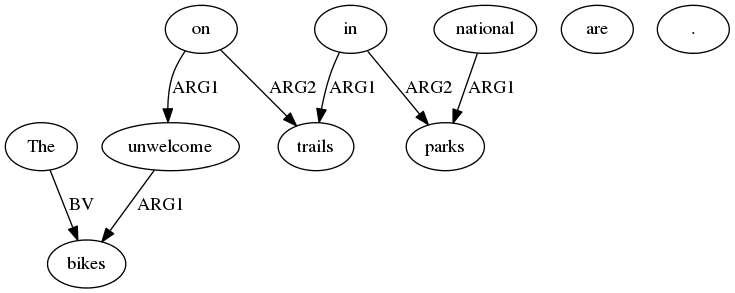 on in national are .
ARG1 ARG2 ARG1 ARG2 ARG1
The unwelcome trails parks
BV ARG1
bikes